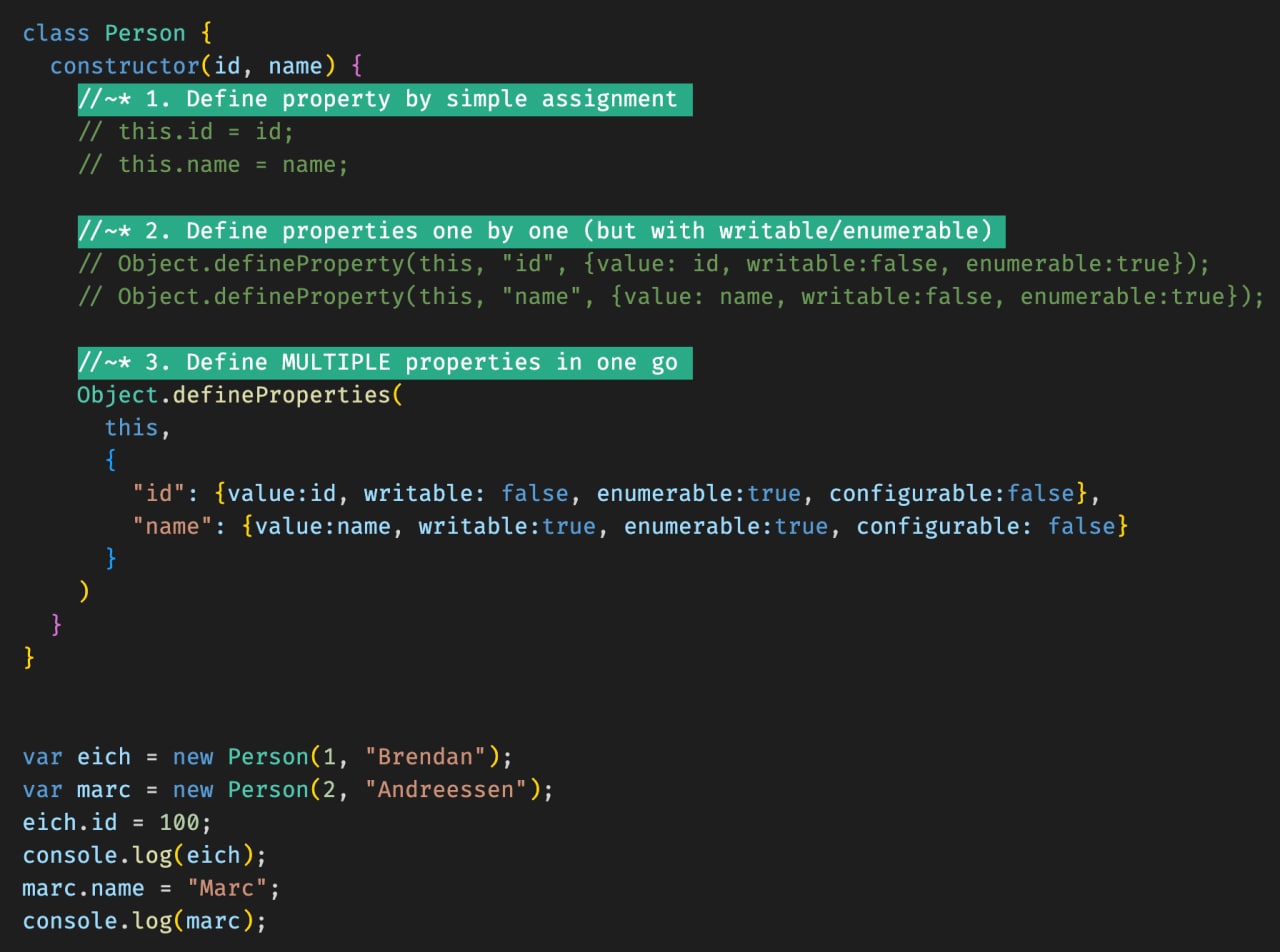 class Person {
  constructor(id, name) {
    //~* 1. Define property by simple assignment
    // this.id = id;
    // this.name = name;

    //~* 2. Define properties one by one (but with writable/enumerable)
    // Object.defineProperty(this, "id", {value: id, writable:false, enumerable:true});
    // Object.defineProperty(this, "name", {value: name, writable:false, enumerable:true});

    //~* 3. Define MULTIPLE properties in one go
    Object.defineProperties(
      this,
      {
        "id": {value:id, writable: false, enumerable:true, configurable:false},
        "name": {value:name, writable:true, enumerable:true, configurable: false}
      }
    )
  }
}

var eich = new Person(1, "Brendan");
var marc = new Person(2, "Andreessen");
eich.id = 100;
console.log(eich);
marc.name = "Marc";
console.log(marc);